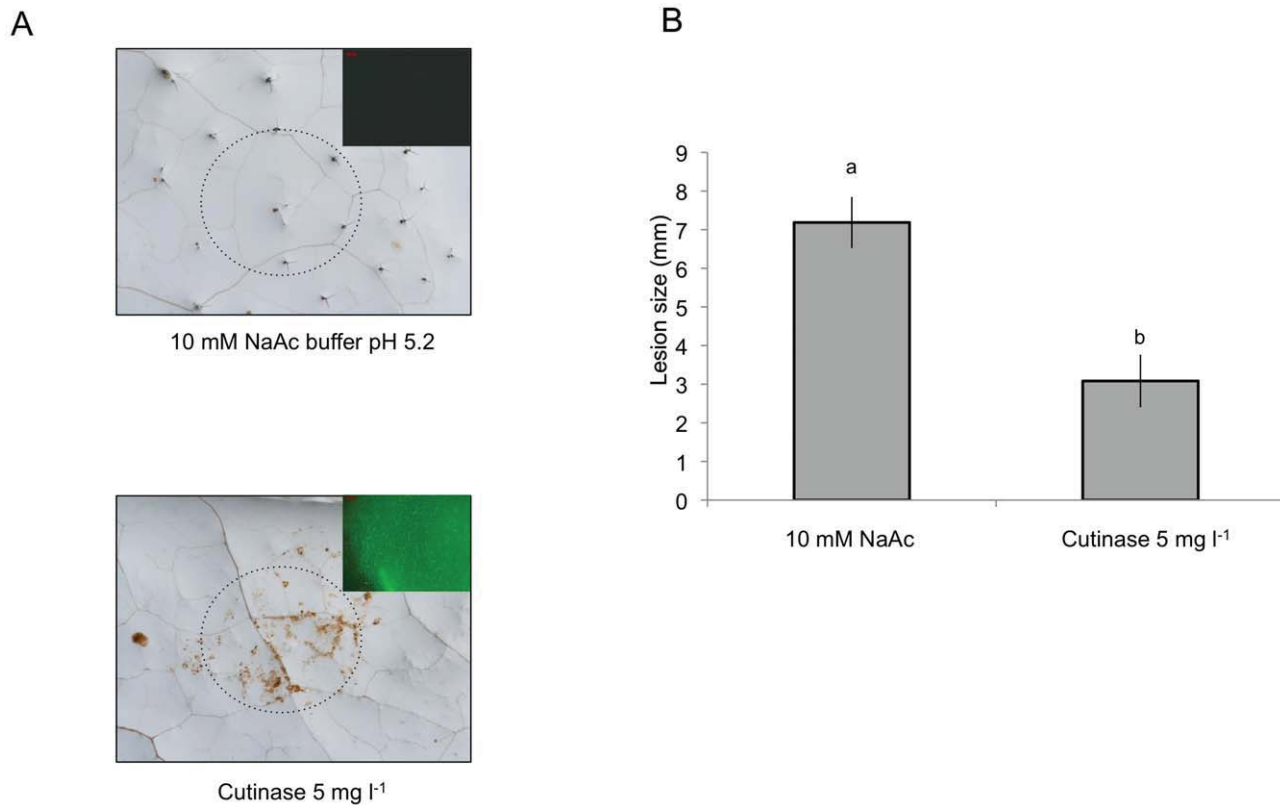 A
10 mM NaAc buffer pH 5.2
Cutinase 5 mg l-1
B
Lesion size (mm)
9
8
7
6
5
4
3
2
1
0
a
b
10 mM NaAc
Cutinase 5 mg l-1